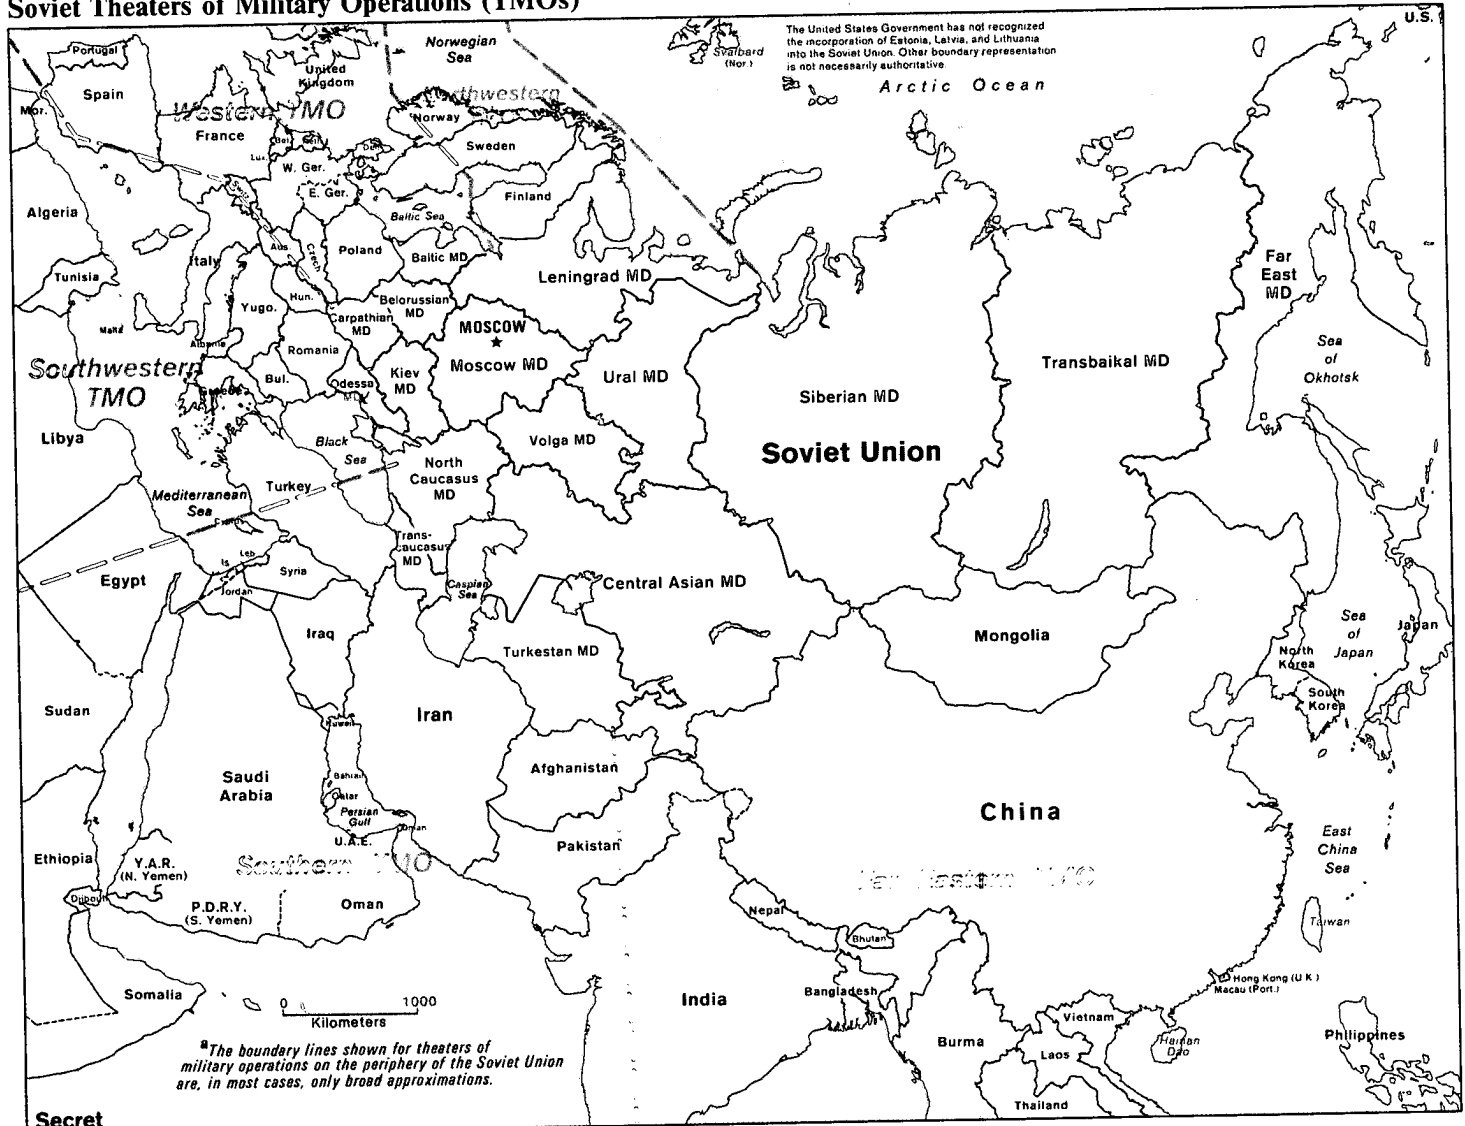 Soviet Theaters of Military Operations (TMOs)
The United States Government has not recognized
the incorporation of Estonia, Latvia, and Lithuania
into the Soviet Union. Other boundary representation
is not necessarily authoritative.
U.S.
Norwegian
Sea
Svalbard
(Nor.)
Arctic Ocean
Portugal
Spain
Mor.
United
Kingdom
Western TMO
France
Northwestern
Norway
Sweden
Finland
Bel.
Lux.
W. Ger.
E. Ger.
Den.
Switz.
Baltic Sea
Algeria
Tunisia
Italy
Aus.
Czech.
Poland
Baltic MD
Leningrad MD
Far
East
MD
Malta
Yugo.
Hun.
Carpathian
MD
Belorussian
MD
MOSCOW
Moscow MD
Albania
Romania
Southwestern
TMO
Bul.
Odessa
MD
Kiev
MD
Ural MD
Transbaikal MD
Siberian MD
Sea
of
Okhotsk
Greece
Libya
Black
Sea
Volga MD
Soviet Union
North
Caucasus
MD
Turkey
Mediterranean
Sea
Trans-
caucasus
MD
Leb.
Is.
Syria
Jordan
Egypt
Caspian
Sea
Central Asian MD
Iraq
Turkestan MD
Mongolia
Sea
of
Japan
Japan
North
Korea
South
Korea
Sudan
Kuwait
Iran
Saudi
Arabia
Bahrain
Qatar
Persian
Gulf
Oman
U.A.E.
Afghanistan
China
Pakistan
East
China
Sea
Ethiopia
Y.A.R.
(N. Yemen)
Southern TMO
Far Eastern TMO
Djibouti
P.D.R.Y.
(S. Yemen)
Oman
Nepal
Bhutan
Taiwan
Somalia
India
Bangladesh
Hong Kong (U.K.)
Macau (Port.)
0 1000
Kilometers
Vietnam
Burma
Laos
Hainan
Dao
Philippines
Thailand
aThe boundary lines shown for theaters of
military operations on the periphery of the Soviet Union
are, in most cases, only broad approximations.
Secret